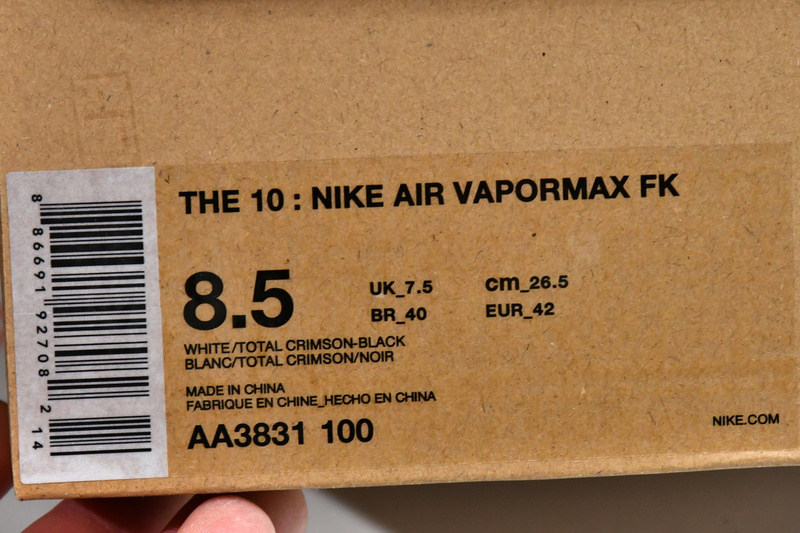 THE 10 : NIKE AIR VAPORMAX FK
8.5
UK_7.5
cm_26.5
BR_40
EUR_42
WHITE/TOTAL CRIMSON-BLACK
BLANC/TOTAL CRIMSON/NOIR
MADE IN CHINA
FABRIQUE EN CHINE_HECHO EN CHINA
AA3831 100
NIKE.COM
8 86691 92708 2 14